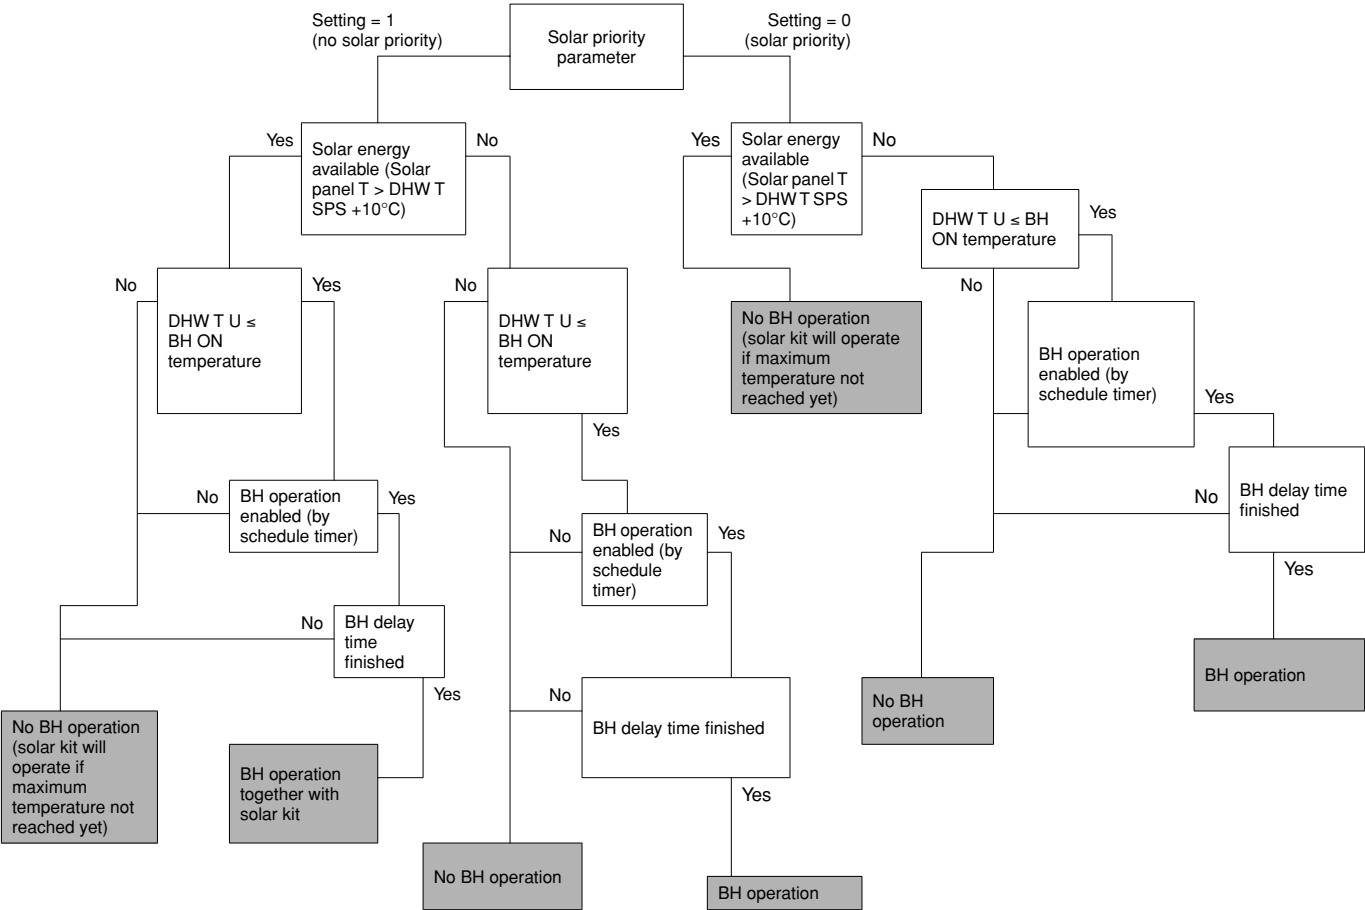 Setting = 1
(no solar priority)
Solar priority
parameter
Setting = 0
(solar priority)
Yes
Solar energy
available (Solar
panel T > DHW T
SPS +10°C)
No
Yes
Solar energy
available
(Solar panel T
> DHW T SPS
+10°C)
No
DHW T U ≤ BH
ON temperature
Yes
No
No
DHW T U ≤
BH ON
temperature
Yes
No
DHW T U ≤
BH ON
temperature
Yes
No BH operation
(solar kit will operate
if maximum
temperature not
reached yet)
BH operation
enabled (by
schedule timer)
Yes
No
BH operation
enabled (by
schedule timer)
Yes
No
BH operation
enabled (by
schedule
timer)
Yes
No
BH delay time
finished
Yes
No
BH delay
time
finished
Yes
No
BH delay time finished
Yes
No BH
operation
BH operation
No BH operation
(solar kit will
operate if
maximum
temperature not
reached yet)
BH operation
together with
solar kit
No BH operation
BH operation